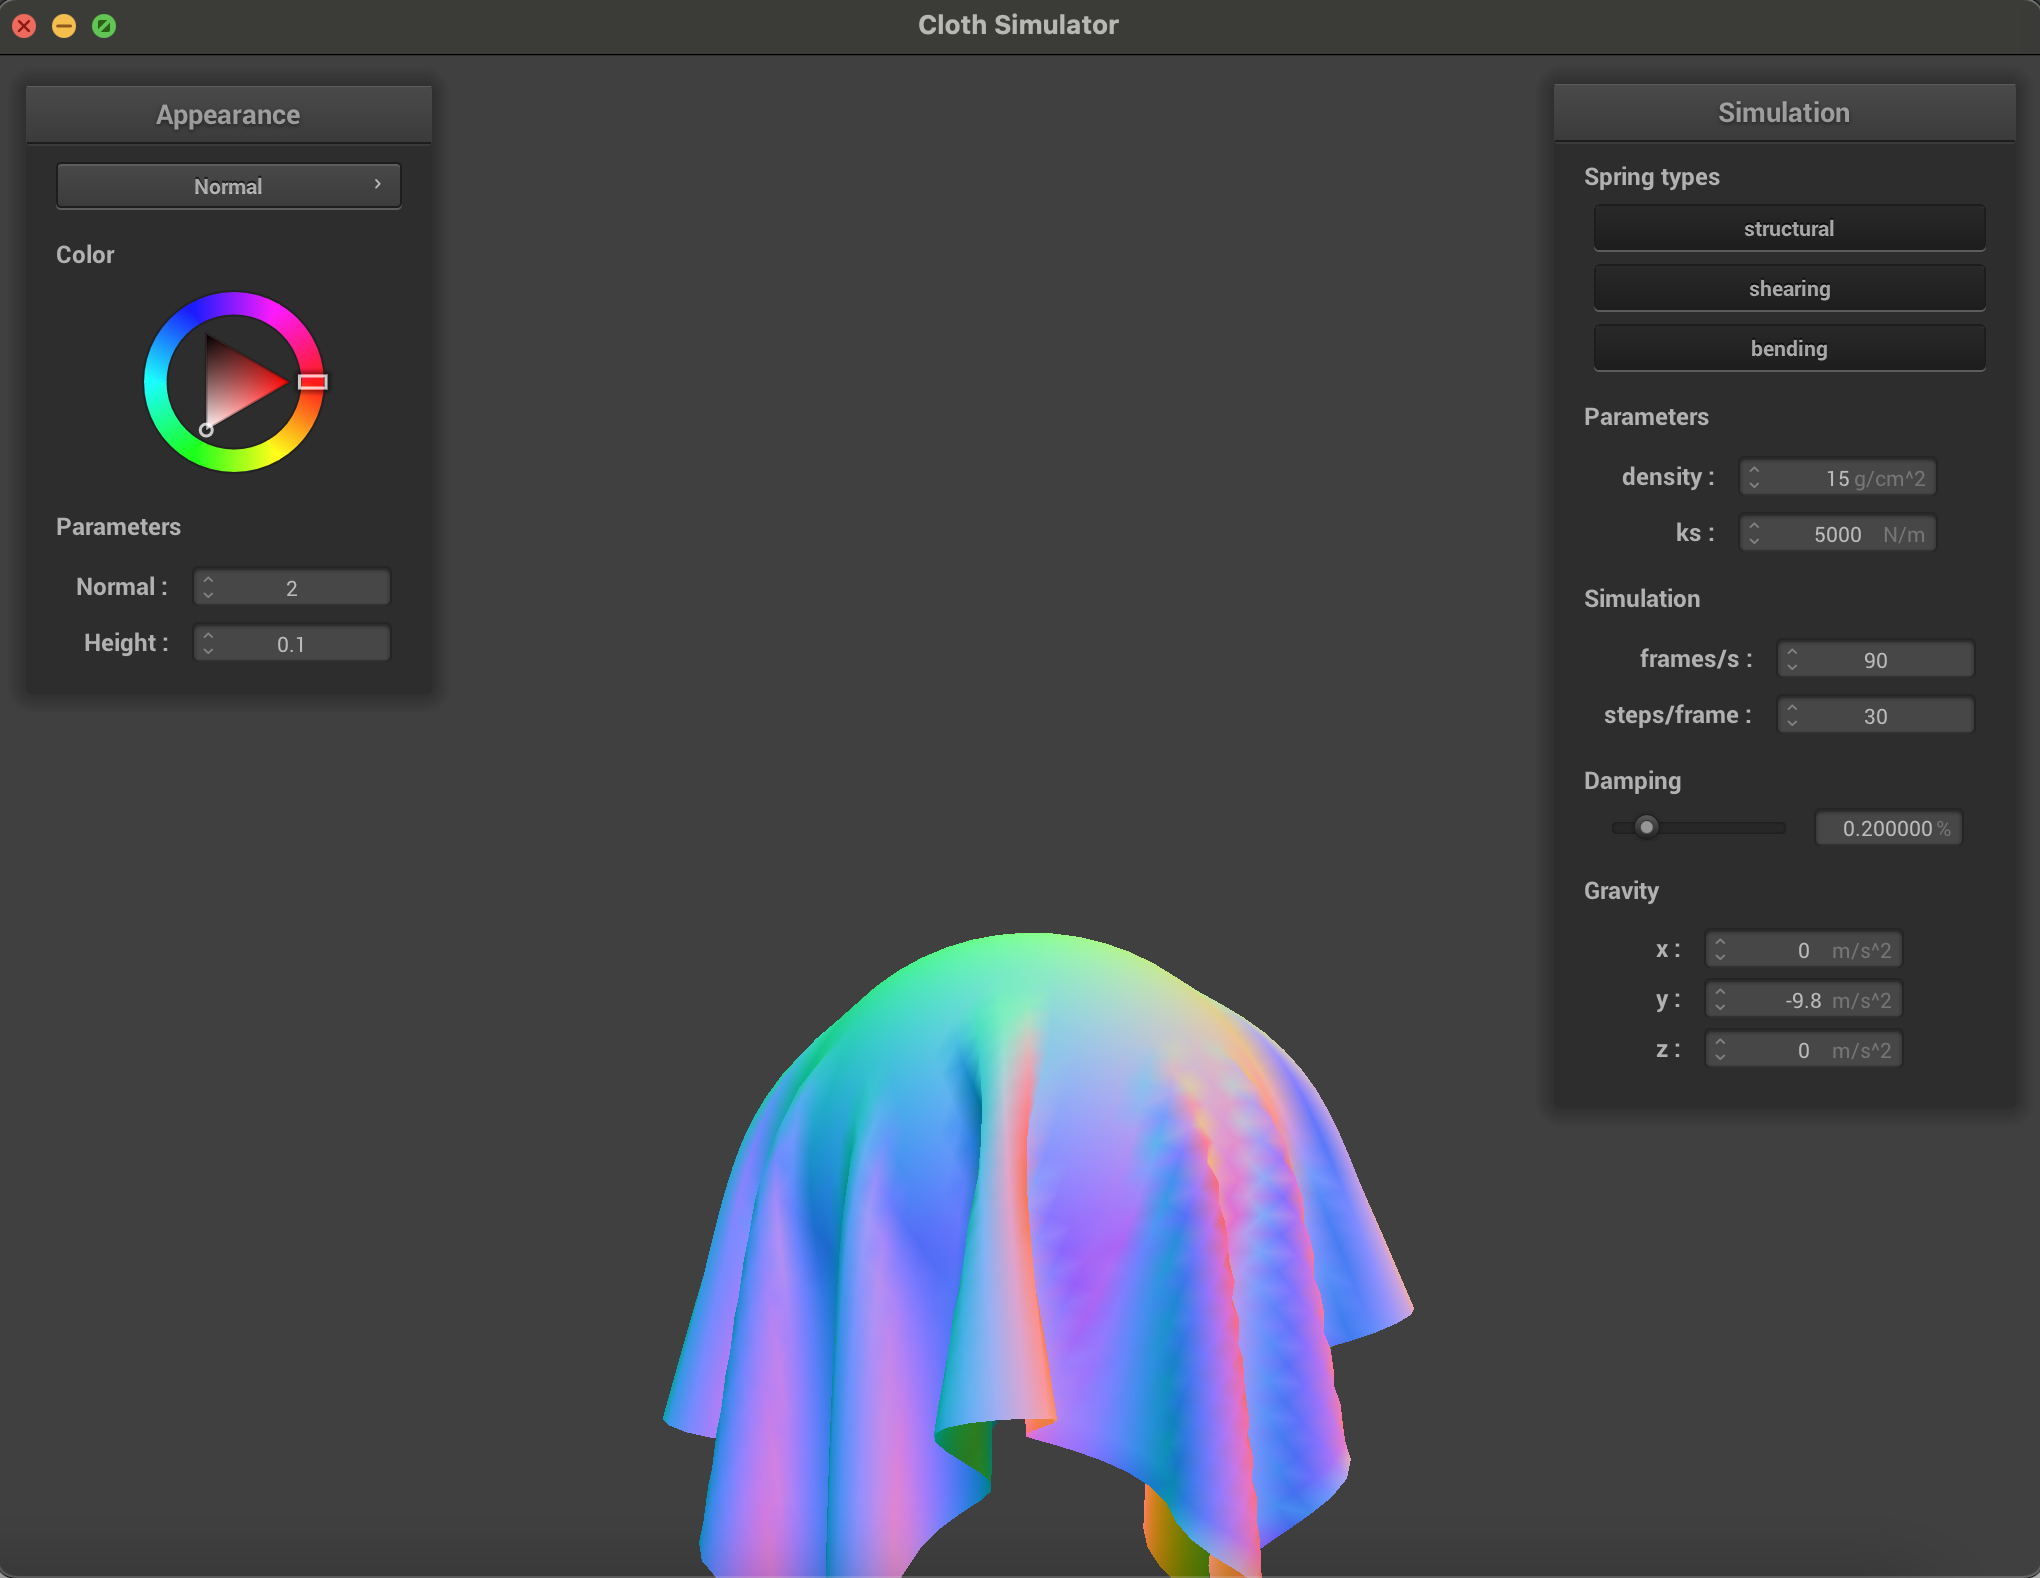 Cloth Simulator
Appearance
Normal
Color
Parameters
Normal : 2
Height : 0.1
Simulation
Spring types
structural
shearing
bending
Parameters
density : 15 g/cm^2
ks : 5000 N/m
Simulation
frames/s : 90
steps/frame : 30
Damping
0.200000 %
Gravity
x : 0 m/s^2
y : -9.8 m/s^2
z : 0 m/s^2